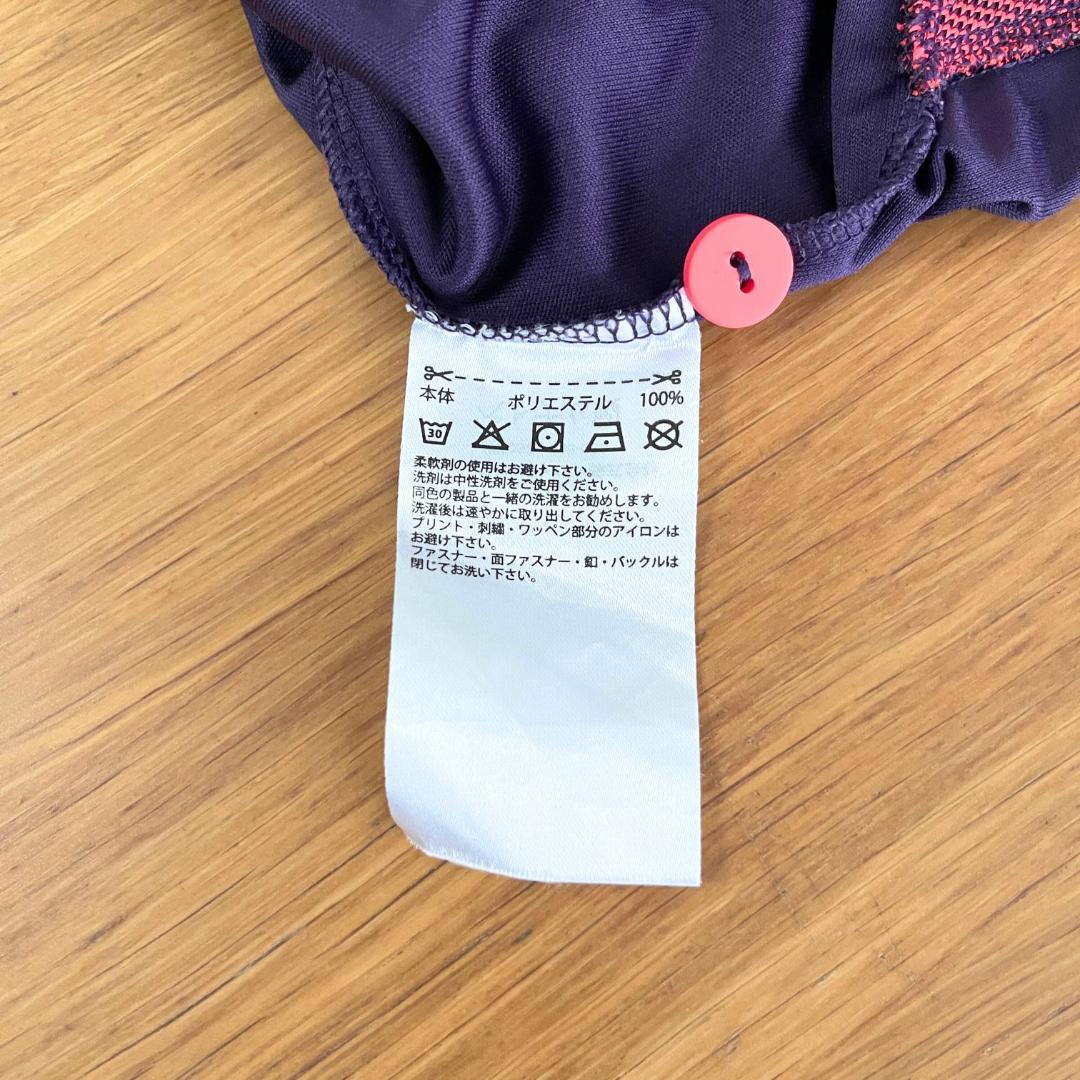 本体 ポリエステル 100%
30
柔軟剤の使用はお避け下さい。
洗剤は中性洗剤をご使用ください。
同色の製品と一緒の洗濯をお勧めします。
洗濯後は速やかに取り出してください。
プリント・刺繍・ワッペン部分のアイロンは
お避け下さい。
ファスナー・面ファスナー・釦・バックルは
閉じてお洗い下さい。